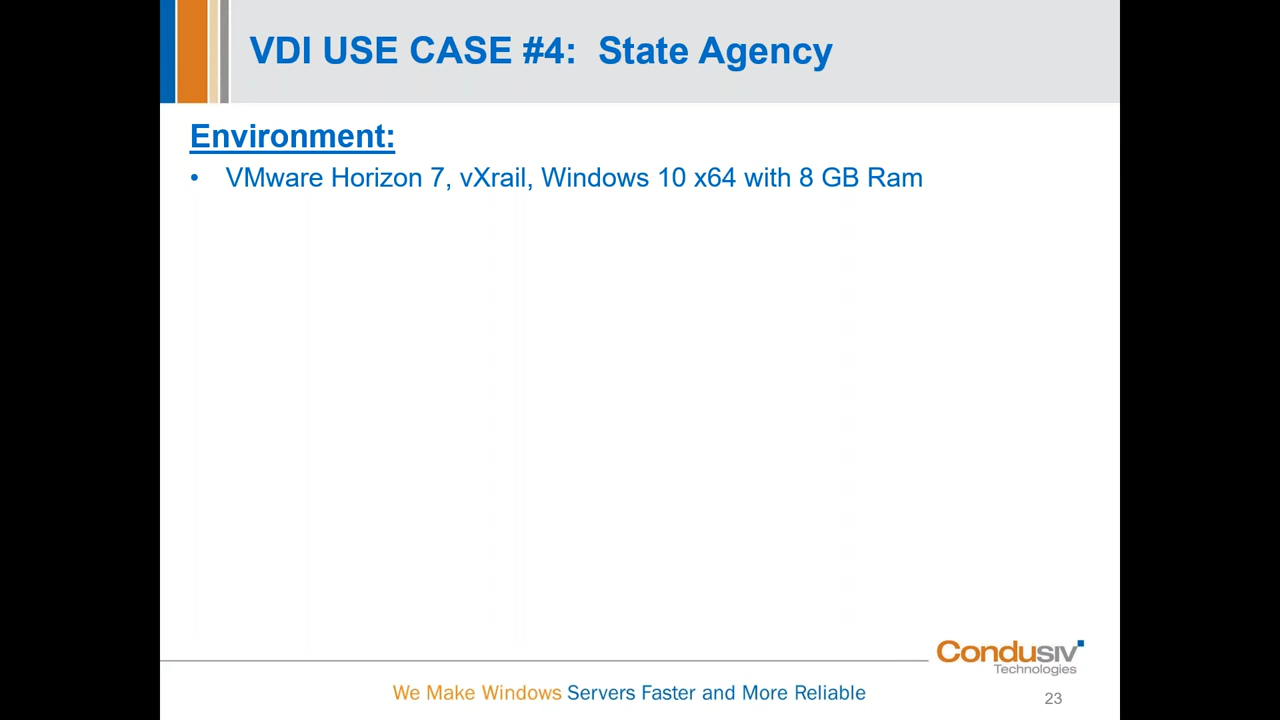 VDI USE CASE #4: State Agency
Environment:
• VMware Horizon 7, vXrail, Windows 10 x64 with 8 GB Ram
Condusiv
Technologies
We Make Windows Servers Faster and More Reliable
23